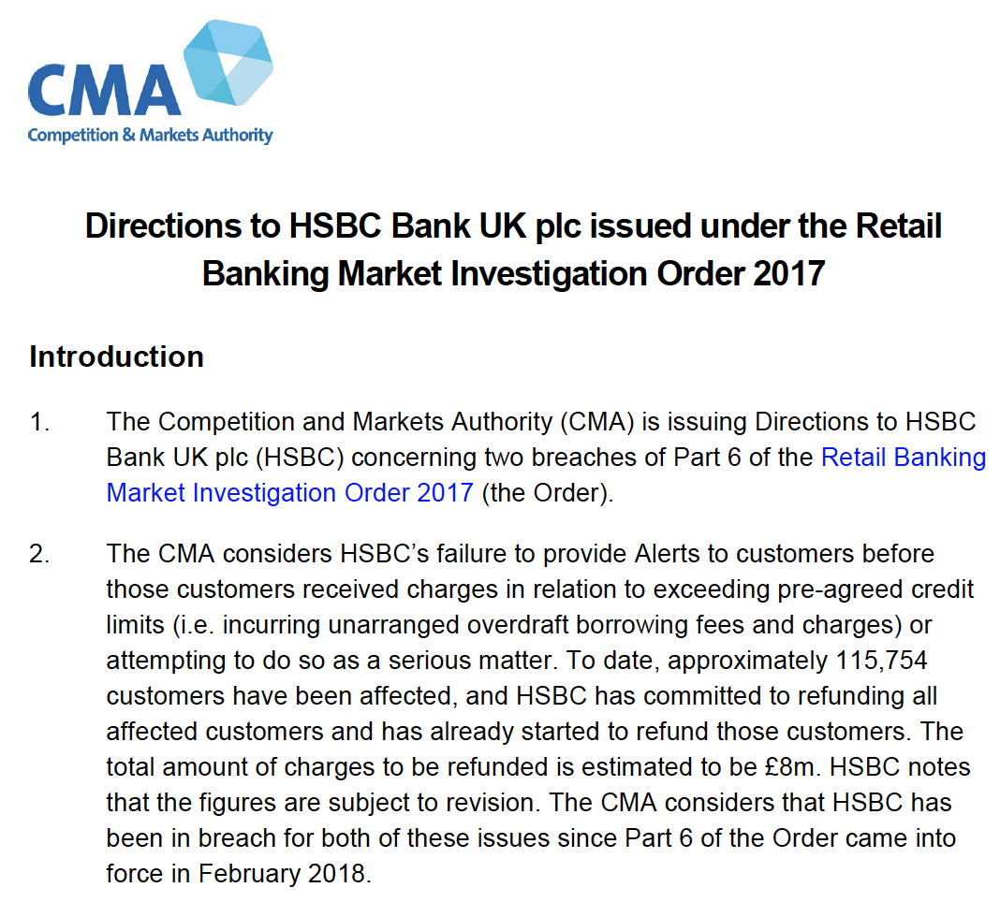 CMA
Competition & Markets Authority
Directions to HSBC Bank UK plc issued under the Retail
Banking Market Investigation Order 2017
Introduction
1. The Competition and Markets Authority (CMA) is issuing Directions to HSBC
Bank UK plc (HSBC) concerning two breaches of Part 6 of the Retail Banking
Market Investigation Order 2017 (the Order).
2. The CMA considers HSBC’s failure to provide Alerts to customers before
those customers received charges in relation to exceeding pre-agreed credit
limits (i.e. incurring unarranged overdraft borrowing fees and charges) or
attempting to do so as a serious matter. To date, approximately 115,754
customers have been affected, and HSBC has committed to refunding all
affected customers and has already started to refund those customers. The
total amount of charges to be refunded is estimated to be £8m. HSBC notes
that the figures are subject to revision. The CMA considers that HSBC has
been in breach for both of these issues since Part 6 of the Order came into
force in February 2018.